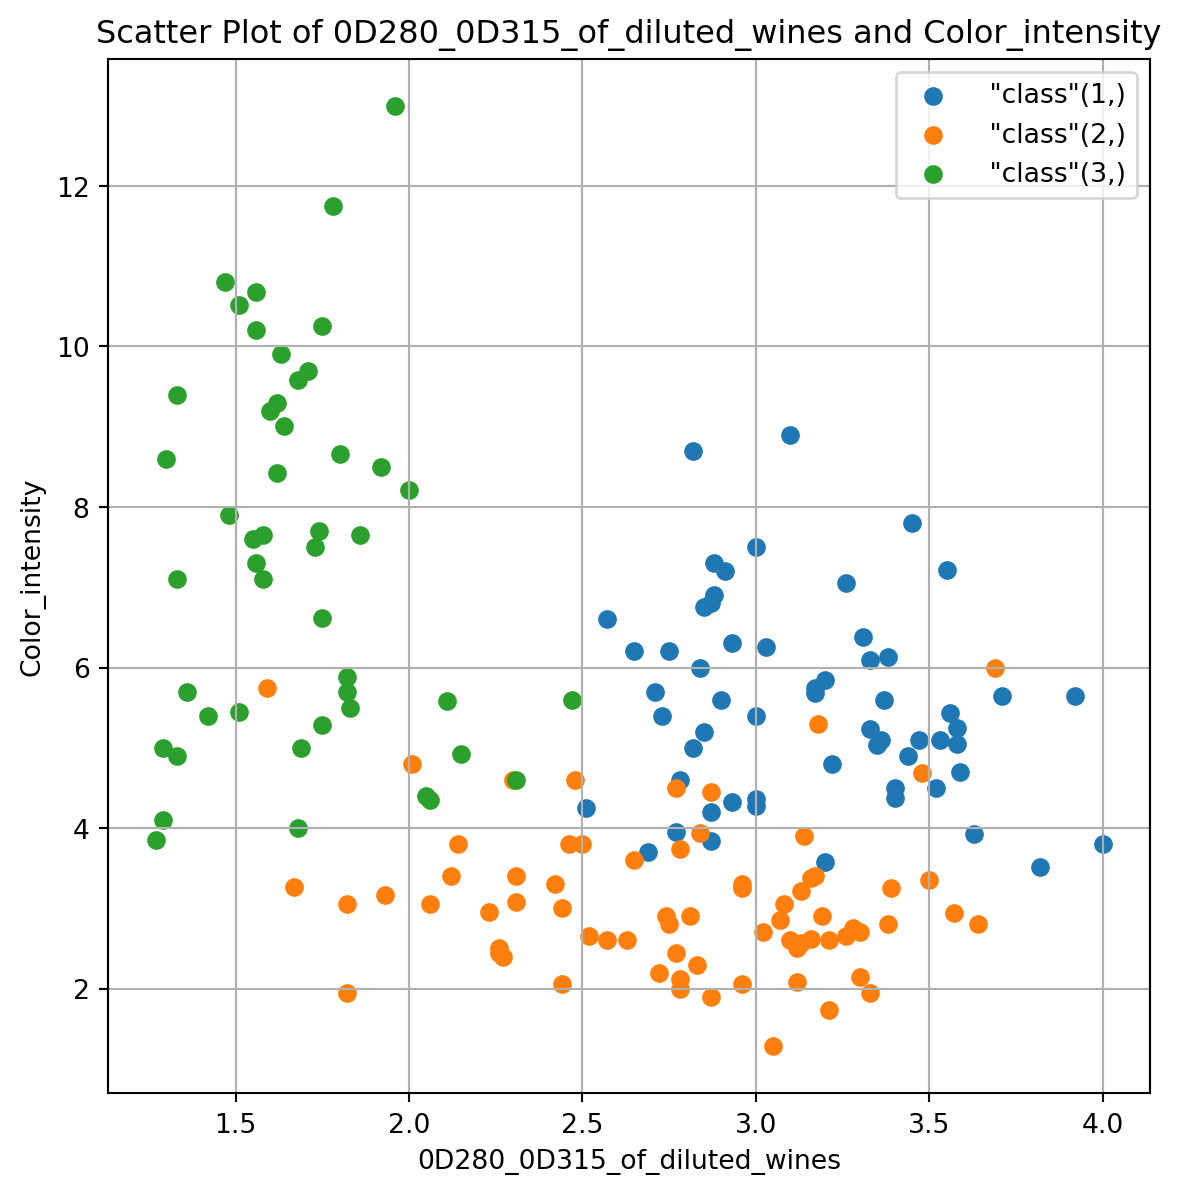 Scatter Plot of 0D280_0D315_of_diluted_wines and Color_intensity
"class"(1,)
"class"(2,)
"class"(3,)
12
10
8
6
4
2
Color_intensity
1.5 2.0 2.5 3.0 3.5 4.0
0D280_0D315_of_diluted_wines